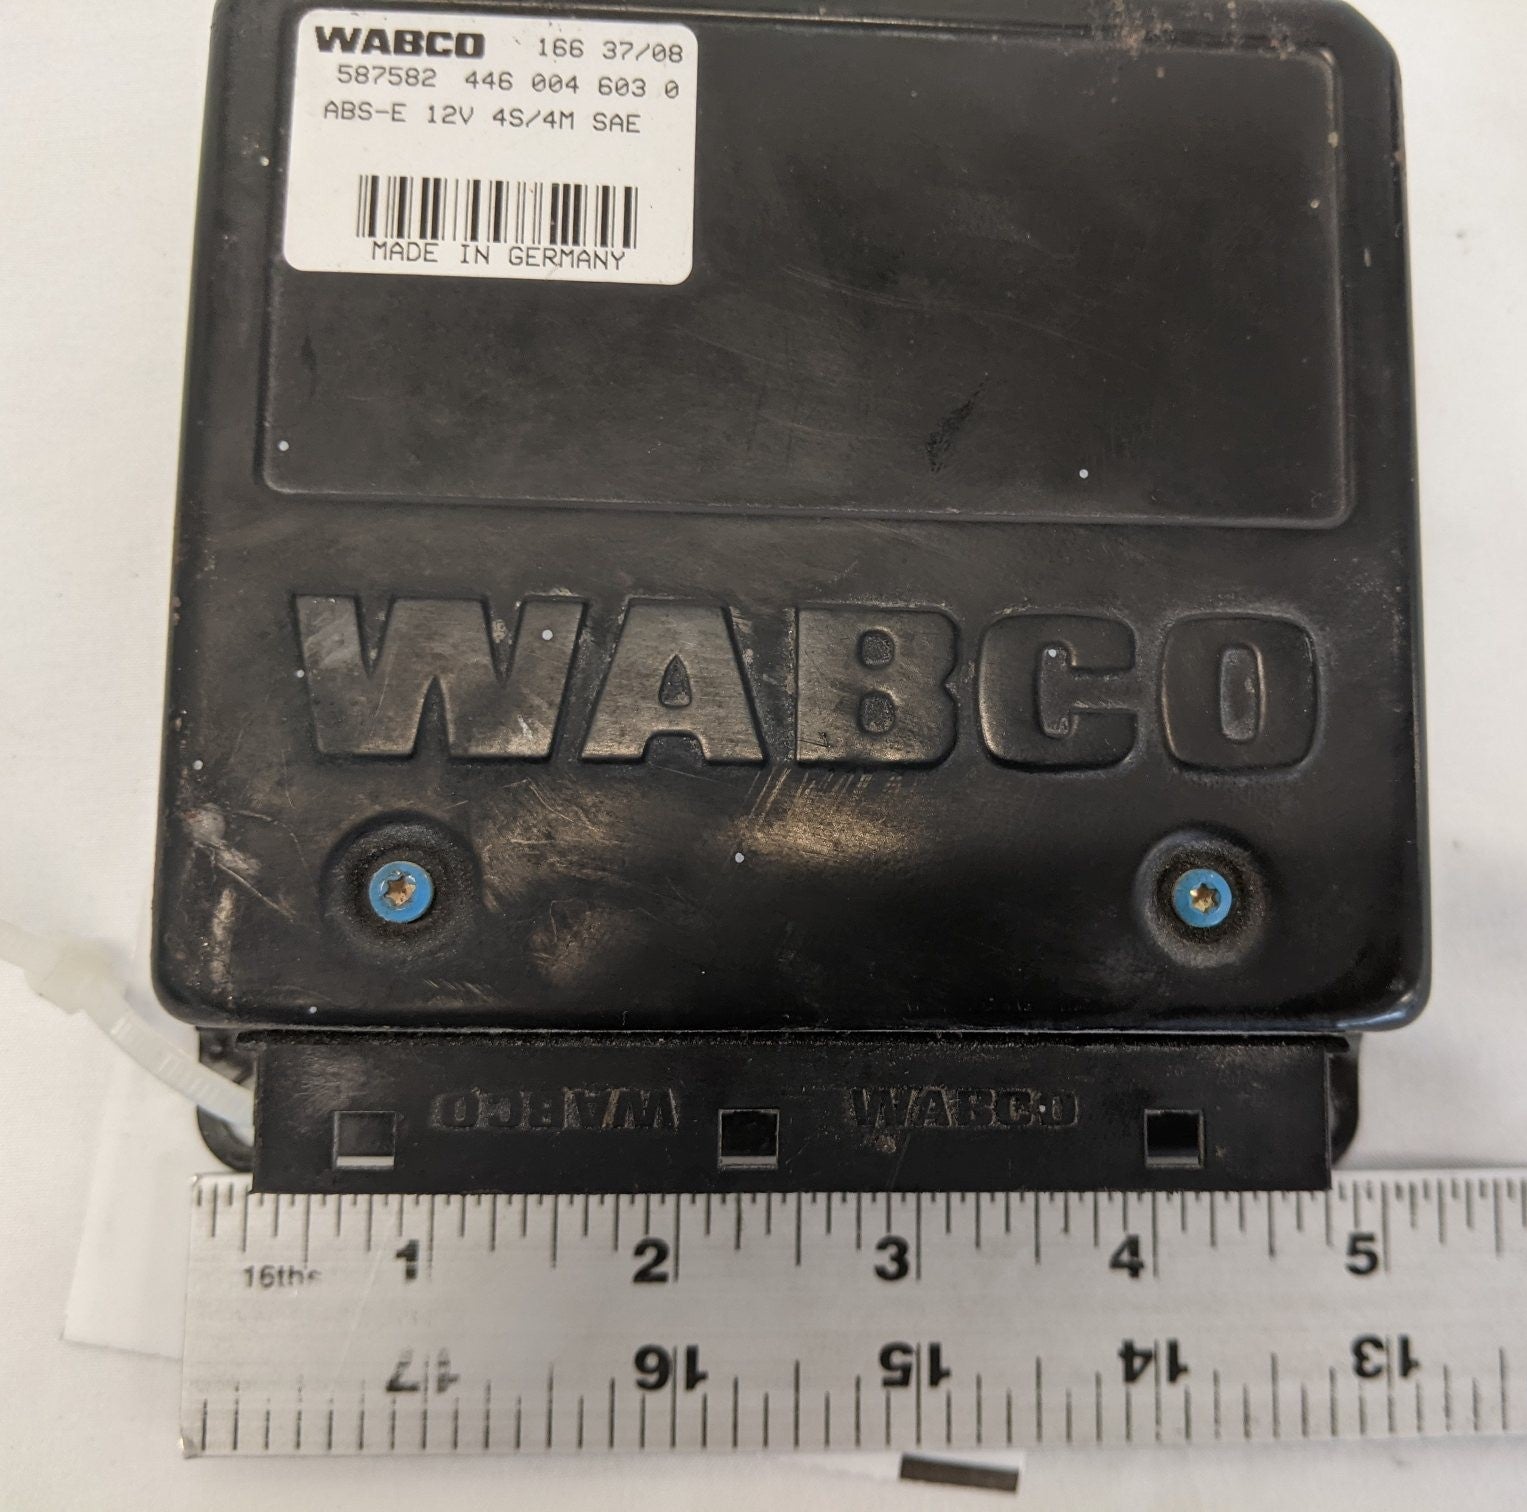 WABCO 166 37/08
587582 446 004 603 0
ABS-E 12V 4S/4M SAE
MADE IN GERMANY
WABCO
WABCO WABCO
16ths 1 2 3 4 5
17 16 15 14 13